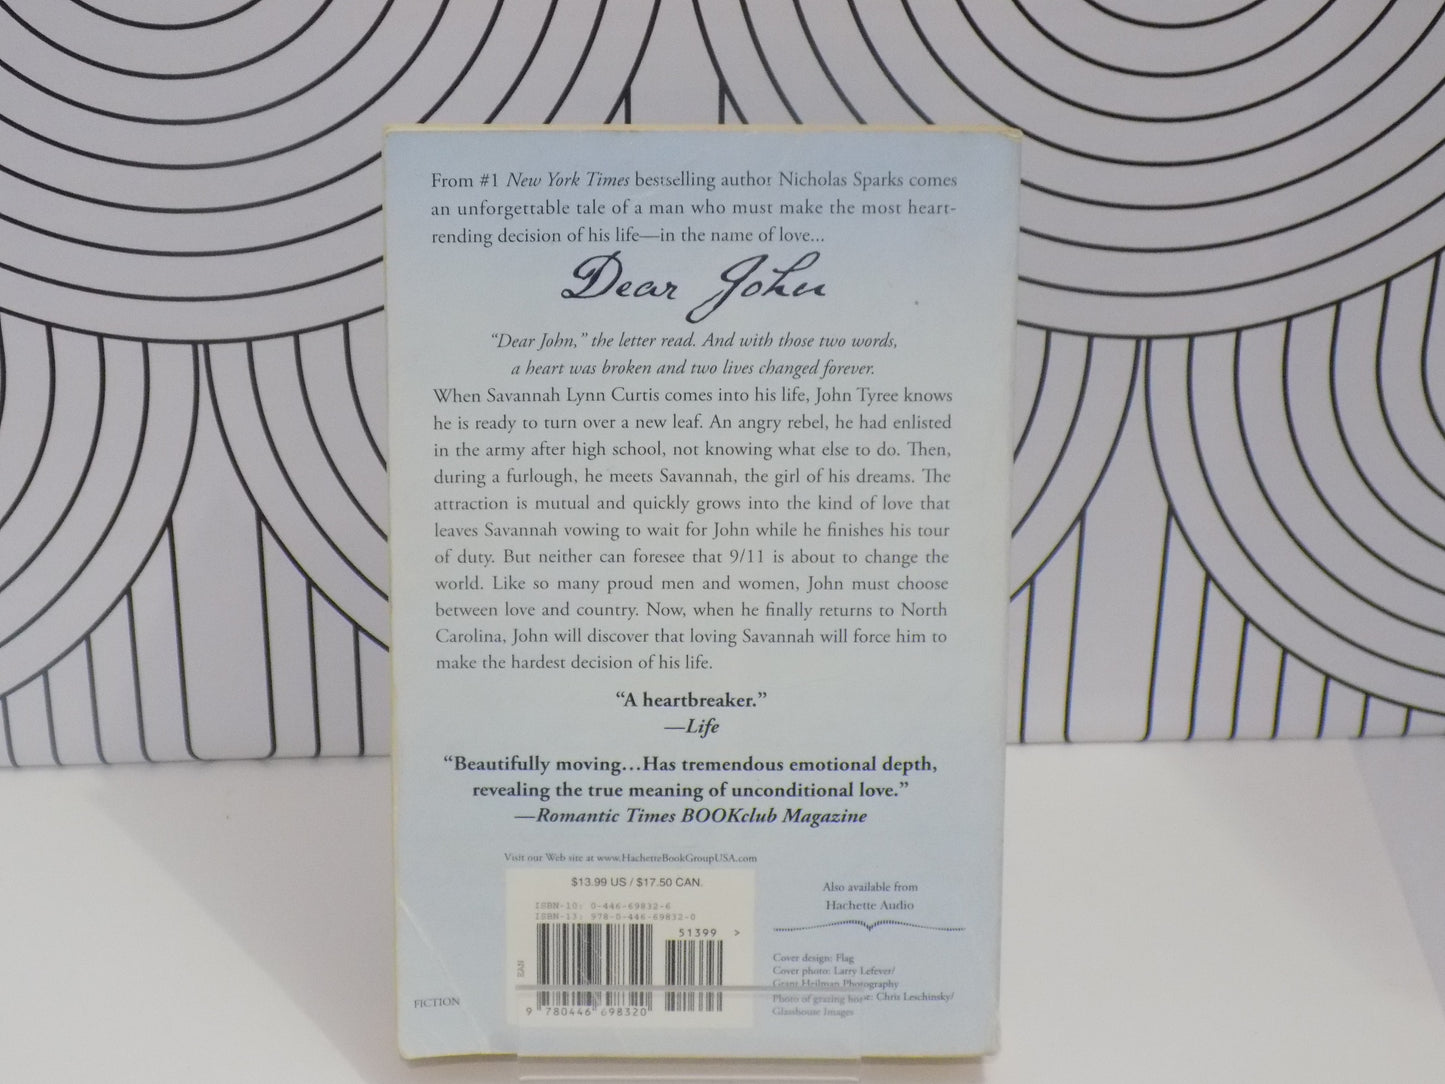 From #1 New York Times bestselling author Nicholas Sparks comes
an unforgettable tale of a man who must make the most heart-
rending decision of his life—in the name of love...
Dear John
“Dear John,” the letter read. And with those two words,
a heart was broken and two lives changed forever.
When Savannah Lynn Curtis comes into his life, John Tyree knows
he is ready to turn over a new leaf. An angry rebel, he had enlisted
in the army after high school, not knowing what else to do. Then,
during a furlough, he meets Savannah, the girl of his dreams. The
attraction is mutual and quickly grows into the kind of love that
leaves Savannah vowing to wait for John while he finishes his tour
of duty. But neither can foresee that 9/11 is about to change the
world. Like so many proud men and women, John must choose
between love and country. Now, when he finally returns to North
Carolina, John will discover that loving Savannah will force him to
make the hardest decision of his life.
“A heartbreaker.”
—Life
“Beautifully moving...Has tremendous emotional depth,
revealing the true meaning of unconditional love.”
—Romantic Times BOOKclub Magazine
Visit our Web site at www.HachetteBookGroupUSA.com
$13.99 US / $17.50 CAN.
ISBN-10: 0-446-69832-6
ISBN-13: 978-0-446-69832-0
51399 >
EAN
9 780446 698320
FICTION
Also available from
Hachette Audio
Cover design: Flag
Cover photo: Larry Lefever/
Grant Heilman Photography
Photo of grazing horse: Chris Leschinsky/
Glasshouse Images